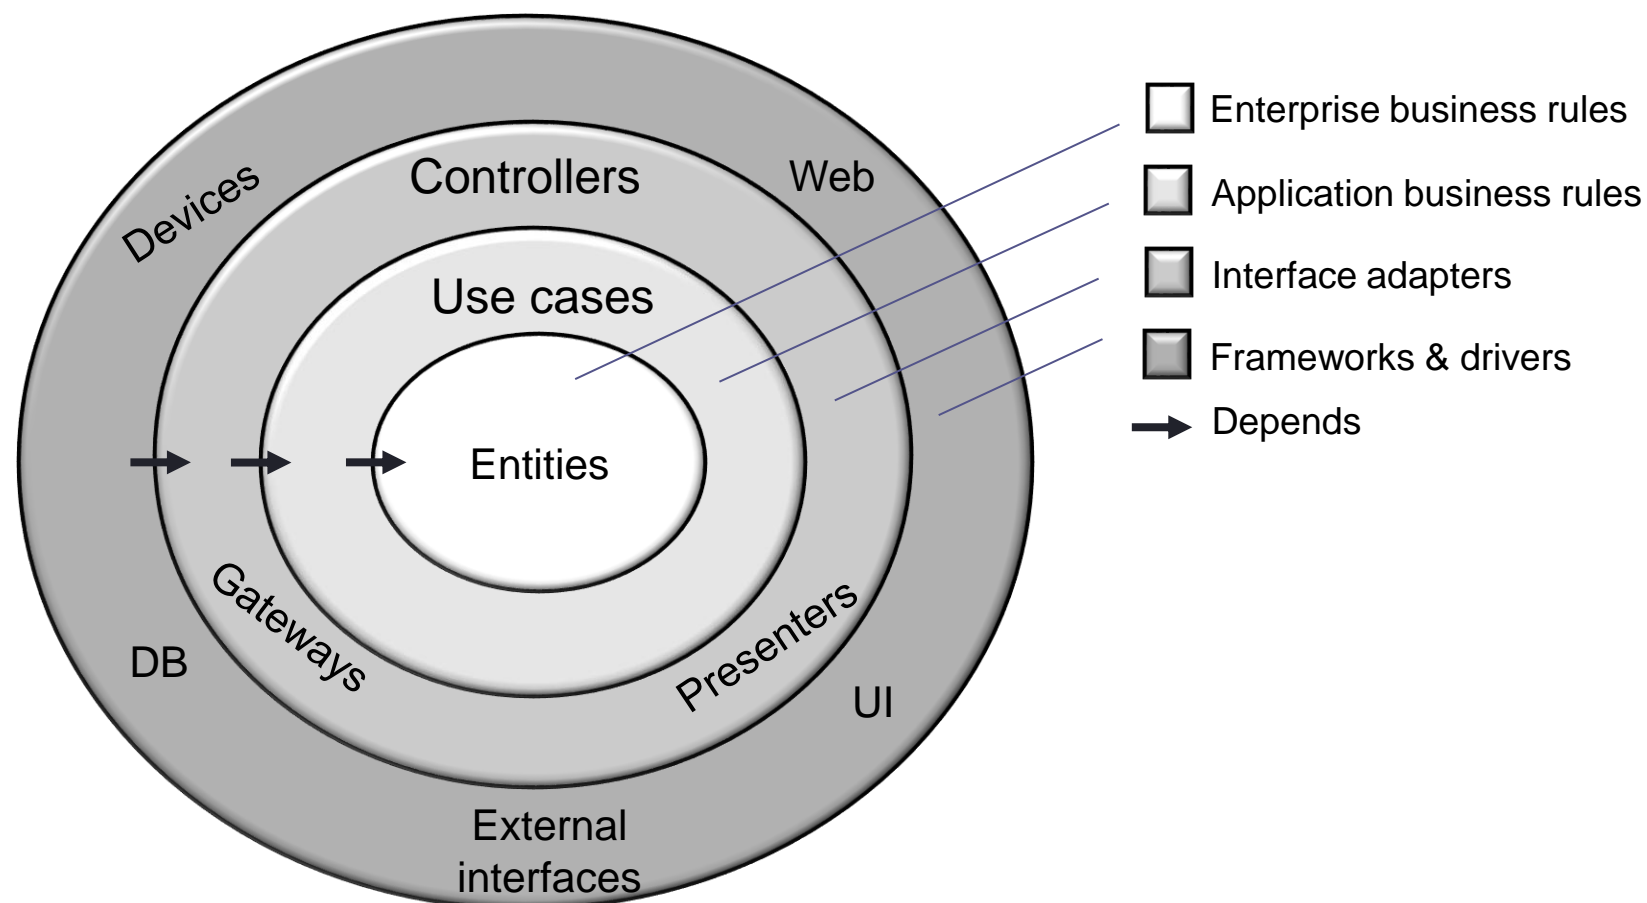 Enterprise business rules
Application business rules
Interface adapters
Frameworks & drivers
Depends
Devices
Controllers
Web
Use cases
Entities
Gateways
Presenters
DB
UI
External
interfaces